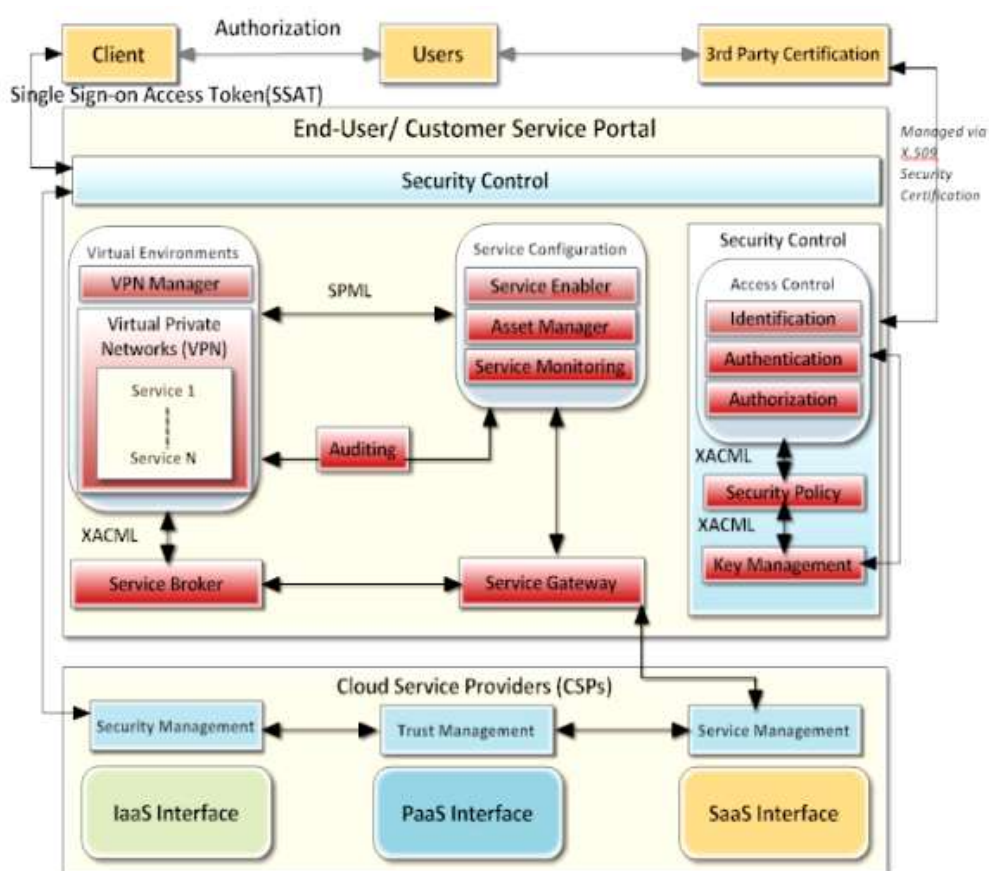 Authorization
Client
Users
3rd Party Certification
Single Sign-on Access Token(SSAT)
End-User/ Customer Service Portal
Managed via
X.509
Security
Certification
Security Control
Virtual Environments
VPN Manager
Virtual Private
Networks (VPN)
Service 1
Service N
SPML
Service Configuration
Service Enabler
Asset Manager
Service Monitoring
Auditing
Security Control
Access Control
Identification
Authentication
Authorization
XACML
Security Policy
XACML
Key Management
XACML
Service Broker
Service Gateway
Cloud Service Providers (CSPs)
Security Management
Trust Management
Service Management
IaaS Interface
PaaS Interface
SaaS Interface